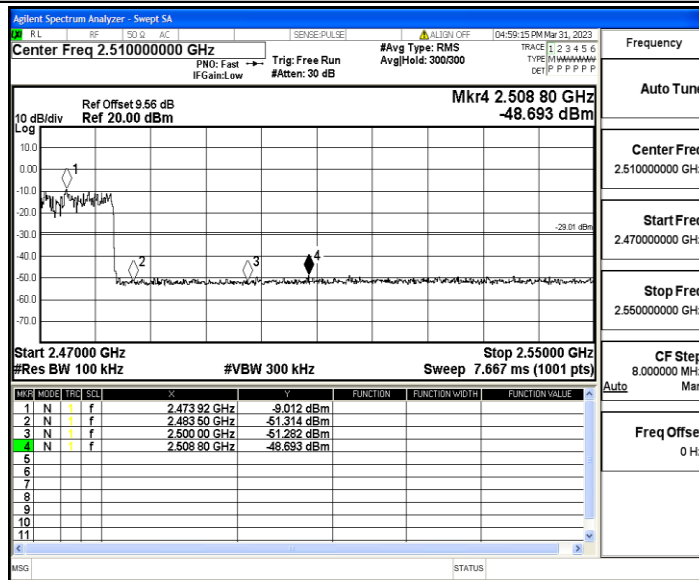 Agilent Spectrum Analyzer - Swept SA
RL RF 50 Ω AC SENSE:PULSE ALIGN OFF 04:59:15 PM Mar 31, 2023
Center Freq 2.510000000 GHz
PNO: Fast Trig: Free Run #Avg Type: RMS TRACE 1 2 3 4 5 6
IFGain:Low #Atten: 30 dB Avg|Hold: 300/300 TYPE MWWWWW
DET P P P P P P
Mkr4 2.508 80 GHz
-48.693 dBm
Ref Offset 9.56 dB
10 dB/div Ref 20.00 dBm
Log
10.0
0.00
-10.0
-20.0
-30.0
-40.0
-50.0
-60.0
-70.0
1
2
3
4
-29.01 dBm
Start 2.47000 GHz Stop 2.55000 GHz
#Res BW 100 kHz #VBW 300 kHz Sweep 7.667 ms (1001 pts)
MKR MODE TRC SCL X Y FUNCTION FUNCTION WIDTH FUNCTION VALUE
1 N 1 f 2.473 92 GHz -9.012 dBm
2 N 1 f 2.483 50 GHz -51.314 dBm
3 N 1 f 2.500 00 GHz -51.282 dBm
4 N 1 f 2.508 80 GHz -48.693 dBm
5
6
7
8
9
10
11
MSG STATUS
Frequency
Auto Tune
Center Freq
2.510000000 GHz
Start Freq
2.470000000 GHz
Stop Freq
2.550000000 GHz
CF Step
8.000000 MHz
Auto Man
Freq Offset
0 Hz